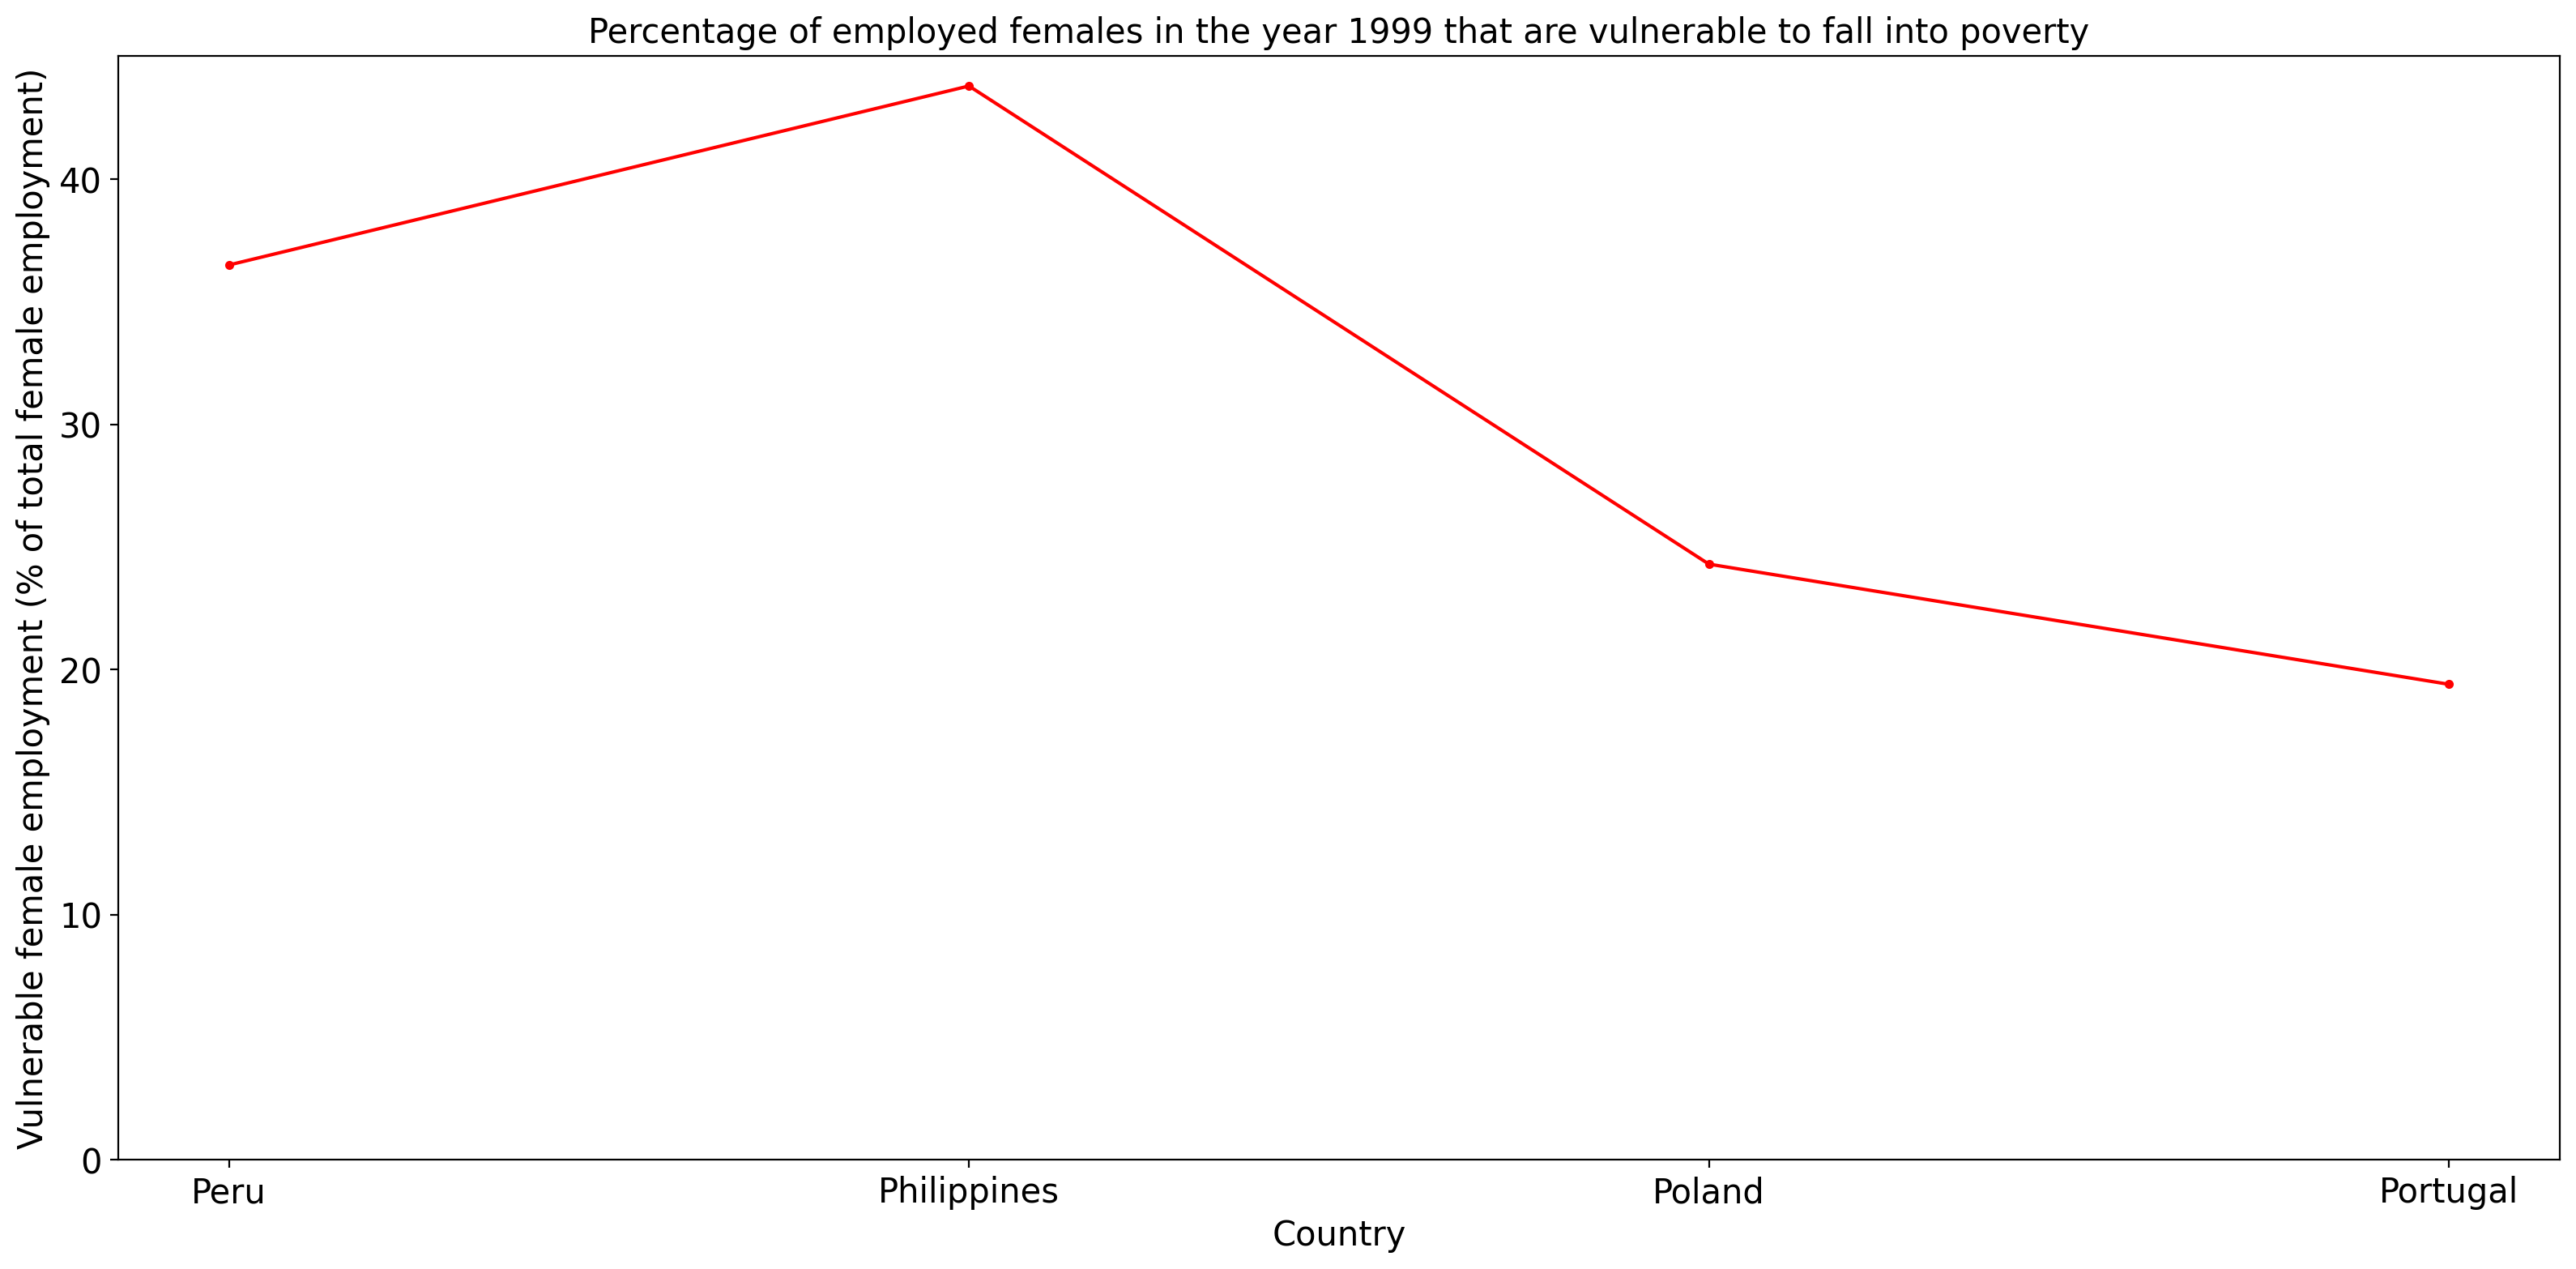 Percentage of employed females in the year 1999 that are vulnerable to fall into poverty
Vulnerable female employment (% of total female employment)
40
30
20
10
0
Peru
Philippines
Poland
Portugal
Country